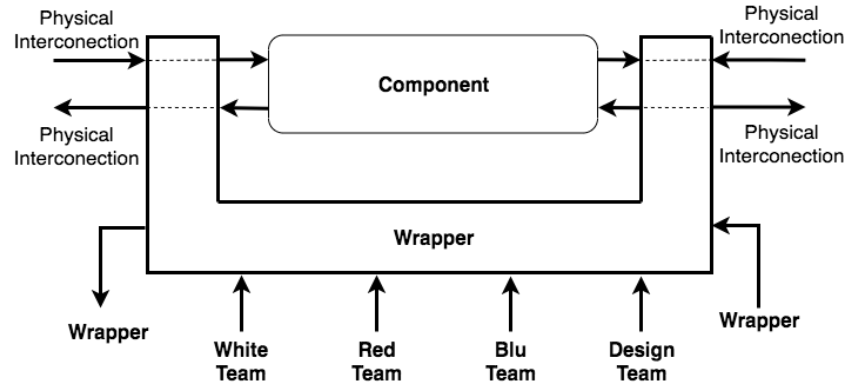 Physical
Interconection
Physical
Interconection
Component
Physical
Interconection
Physical
Interconection
Wrapper
Wrapper
Wrapper
White
Team
Red
Team
Blu
Team
Design
Team